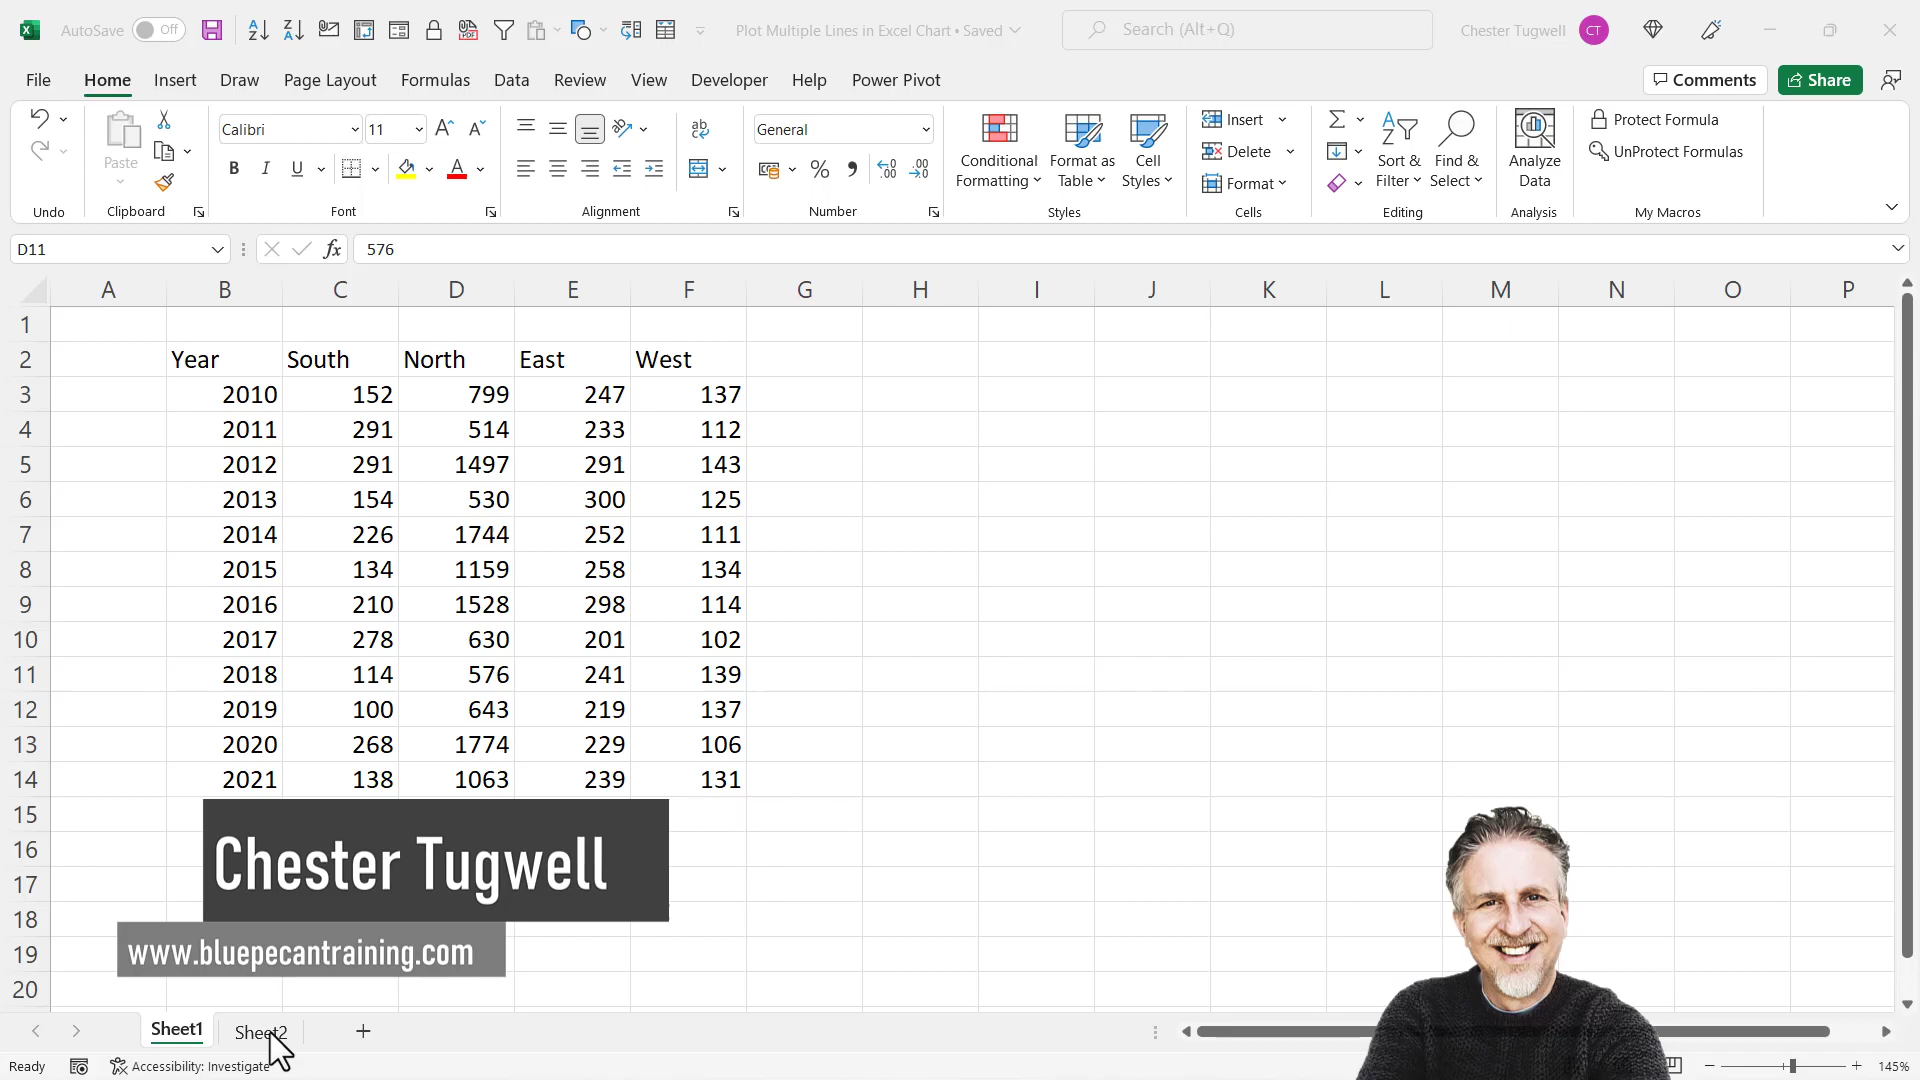 AutoSave Off Plot Multiple Lines in Excel Chart • Saved Search (Alt+Q) Chester Tugwell CT
File Home Insert Draw Page Layout Formulas Data Review View Developer Help Power Pivot Comments Share
Paste
Calibri 11
General
Conditional Formatting
Format as Table
Cell Styles
Insert
Delete
Format
Sort & Filter
Find & Select
Analyze Data
Protect Formula
UnProtect Formulas
Undo Clipboard Font Alignment Number Styles Cells Editing Analysis My Macros
D11 fx 576
A B C D E F G H I J K L M N O P
1
2 Year South North East West
3 2010 152 799 247 137
4 2011 291 514 233 112
5 2012 291 1497 291 143
6 2013 154 530 300 125
7 2014 226 1744 252 111
8 2015 134 1159 258 134
9 2016 210 1528 298 114
10 2017 278 630 201 102
11 2018 114 576 241 139
12 2019 100 643 219 137
13 2020 268 1774 229 106
14 2021 138 1063 239 131
15
16
17
18
19
20
Chester Tugwell
www.bluepecantraining.com
Sheet1 Sheet2
Ready Accessibility: Investigate 145%